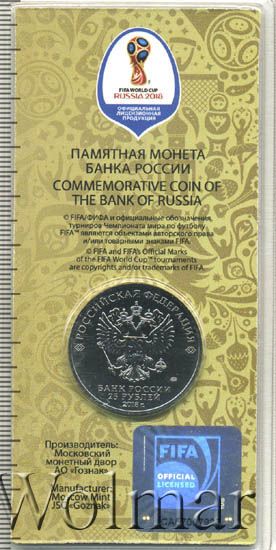 FIFA WORLD CUP
RUSSIA 2018
ОФИЦИАЛЬНАЯ
ЛИЦЕНЗИОННАЯ
ПРОДУКЦИЯ
ПАМЯТНАЯ МОНЕТА
БАНКА РОССИИ
COMMEMORATIVE COIN OF
THE BANK OF RUSSIA
© FIFA/ФИФА и официальные обозначения
турниров Чемпионата мира по футболу
FIFA™ являются объектами авторского права
и/или товарными знаками FIFA.
© FIFA and FIFA's Official Marks
of the FIFA World Cup™ tournaments
are copyrights and/or trademarks of FIFA.
РОССИЙСКАЯ ФЕДЕРАЦИЯ
БАНК РОССИИ
25 РУБЛЕЙ
2018 г.
Производитель:
Московский
монетный двор
АО «Гознак»
Manufacturer:
Moscow Mint
JSC «Goznak»
FIFA
OFFICIAL
LICENSED
Wolmar